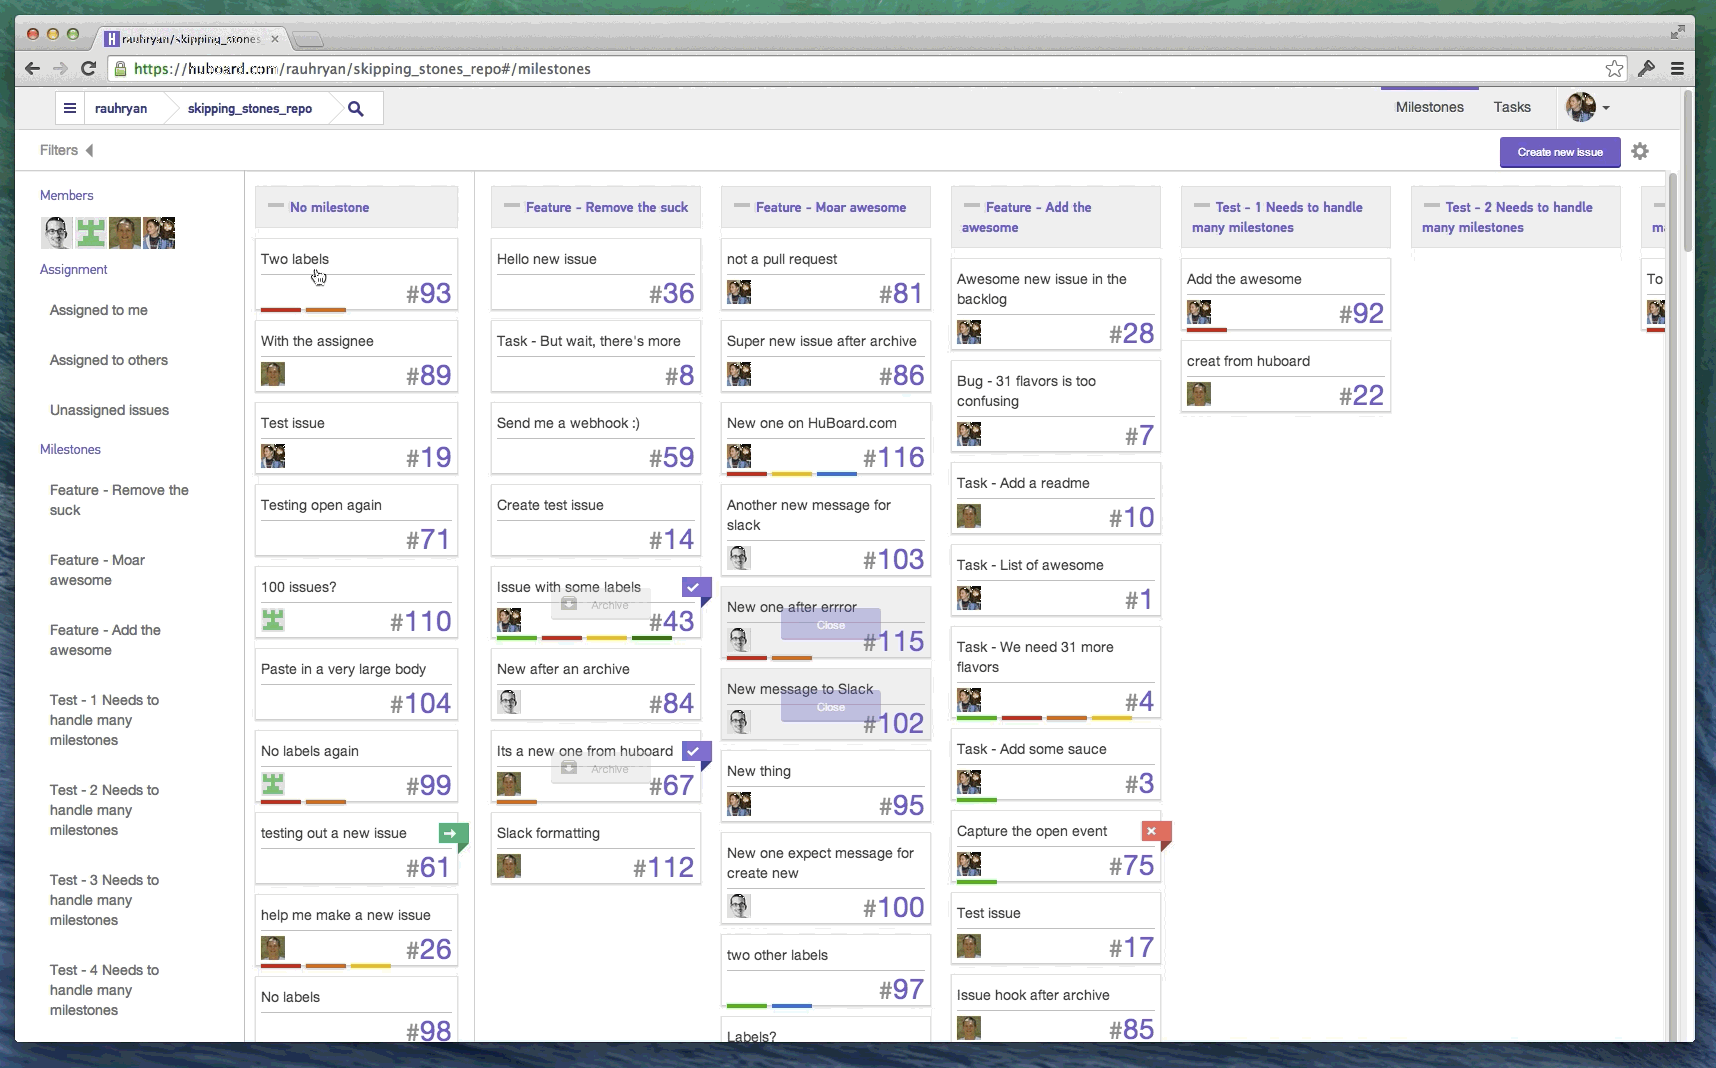 rauhryan/skipping_stones
https://huboard.com/rauhryan/skipping_stones_repo#/milestones
rauhryan
skipping_stones_repo
Milestones
Tasks
Filters
Create new issue
Members
Assignment
Assigned to me
Assigned to others
Unassigned issues
Milestones
Feature - Remove the
suck
Feature - Moar
awesome
Feature - Add the
awesome
Test - 1 Needs to
handle many
milestones
Test - 2 Needs to
handle many
milestones
Test - 3 Needs to
handle many
milestones
Test - 4 Needs to
handle many
milestones
No milestone
Two labels
#93
With the assignee
#89
Test issue
#19
Testing open again
#71
100 issues?
#110
Paste in a very large body
#104
No labels again
#99
testing out a new issue
#61
help me make a new issue
#26
No labels
#98
Feature - Remove the suck
Hello new issue
#36
Task - But wait, there's more
#8
Send me a webhook :)
#59
Create test issue
#14
Issue with some labels
Archive
#43
New after an archive
#84
Its a new one from huboard
Archive
#67
Slack formatting
#112
Feature - Moar awesome
not a pull request
#81
Super new issue after archive
#86
New one on HuBoard.com
#116
Another new message for
slack
#103
New one after errror
Close
#115
New message to Slack
Close
#102
New thing
#95
New one expect message for
create new
#100
two other labels
#97
Labels?
Feature - Add the
awesome
Awesome new issue in the
backlog
#28
Bug - 31 flavors is too
confusing
#7
Task - Add a readme
#10
Task - List of awesome
#1
Task - We need 31 more
flavors
#4
Task - Add some sauce
#3
Capture the open event
#75
Test issue
#17
Issue hook after archive
#85
Test - 1 Needs to handle
many milestones
Add the awesome
#92
creat from huboard
#22
Test - 2 Needs to handle
many milestones
To